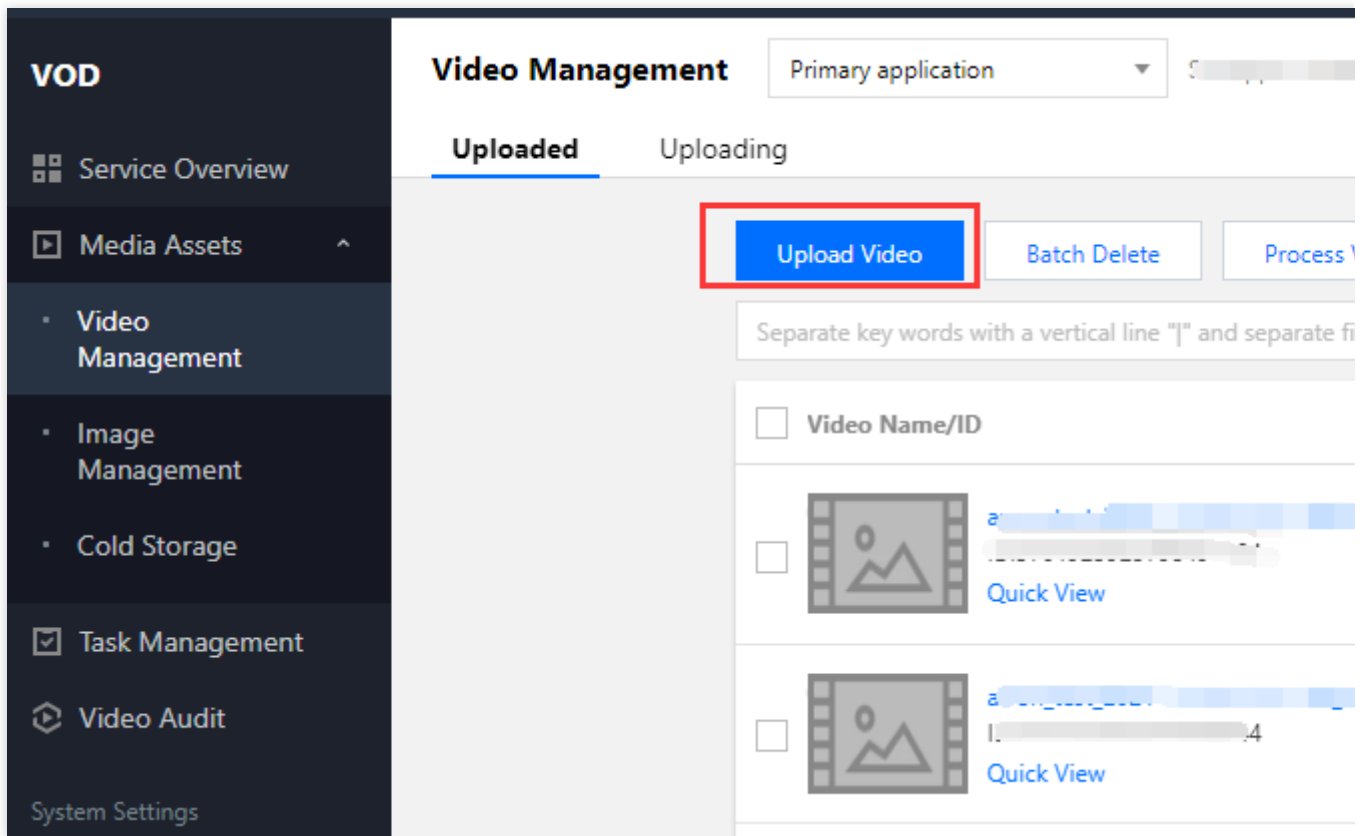 VOD
Service Overview
Media Assets
Video
Management
Image
Management
Cold Storage
Task Management
Video Audit
System Settings
Video Management
Primary application
Uploaded
Uploading
Upload Video
Batch Delete
Process
Separate key words with a vertical line "|" and separate
Video Name/ID
Quick View
Quick View